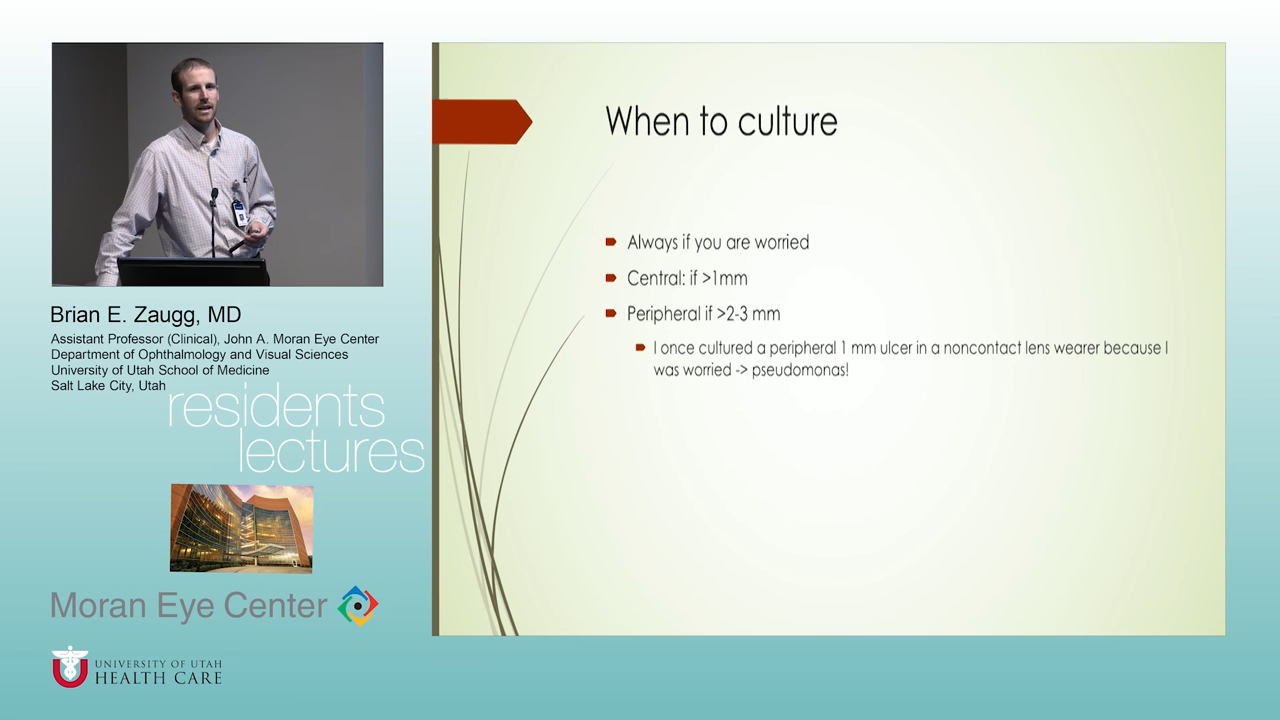 Brian E. Zaugg, MD
Assistant Professor (Clinical), John A. Moran Eye Center
Department of Ophthalmology and Visual Sciences
University of Utah School of Medicine
Salt Lake City, Utah
residents
lectures
Moran Eye Center
UNIVERSITY OF UTAH
HEALTH CARE
When to culture
Always if you are worried
Central: if >1mm
Peripheral if >2-3 mm
I once cultured a peripheral 1 mm ulcer in a noncontact lens wearer because I
was worried -> pseudomonas!